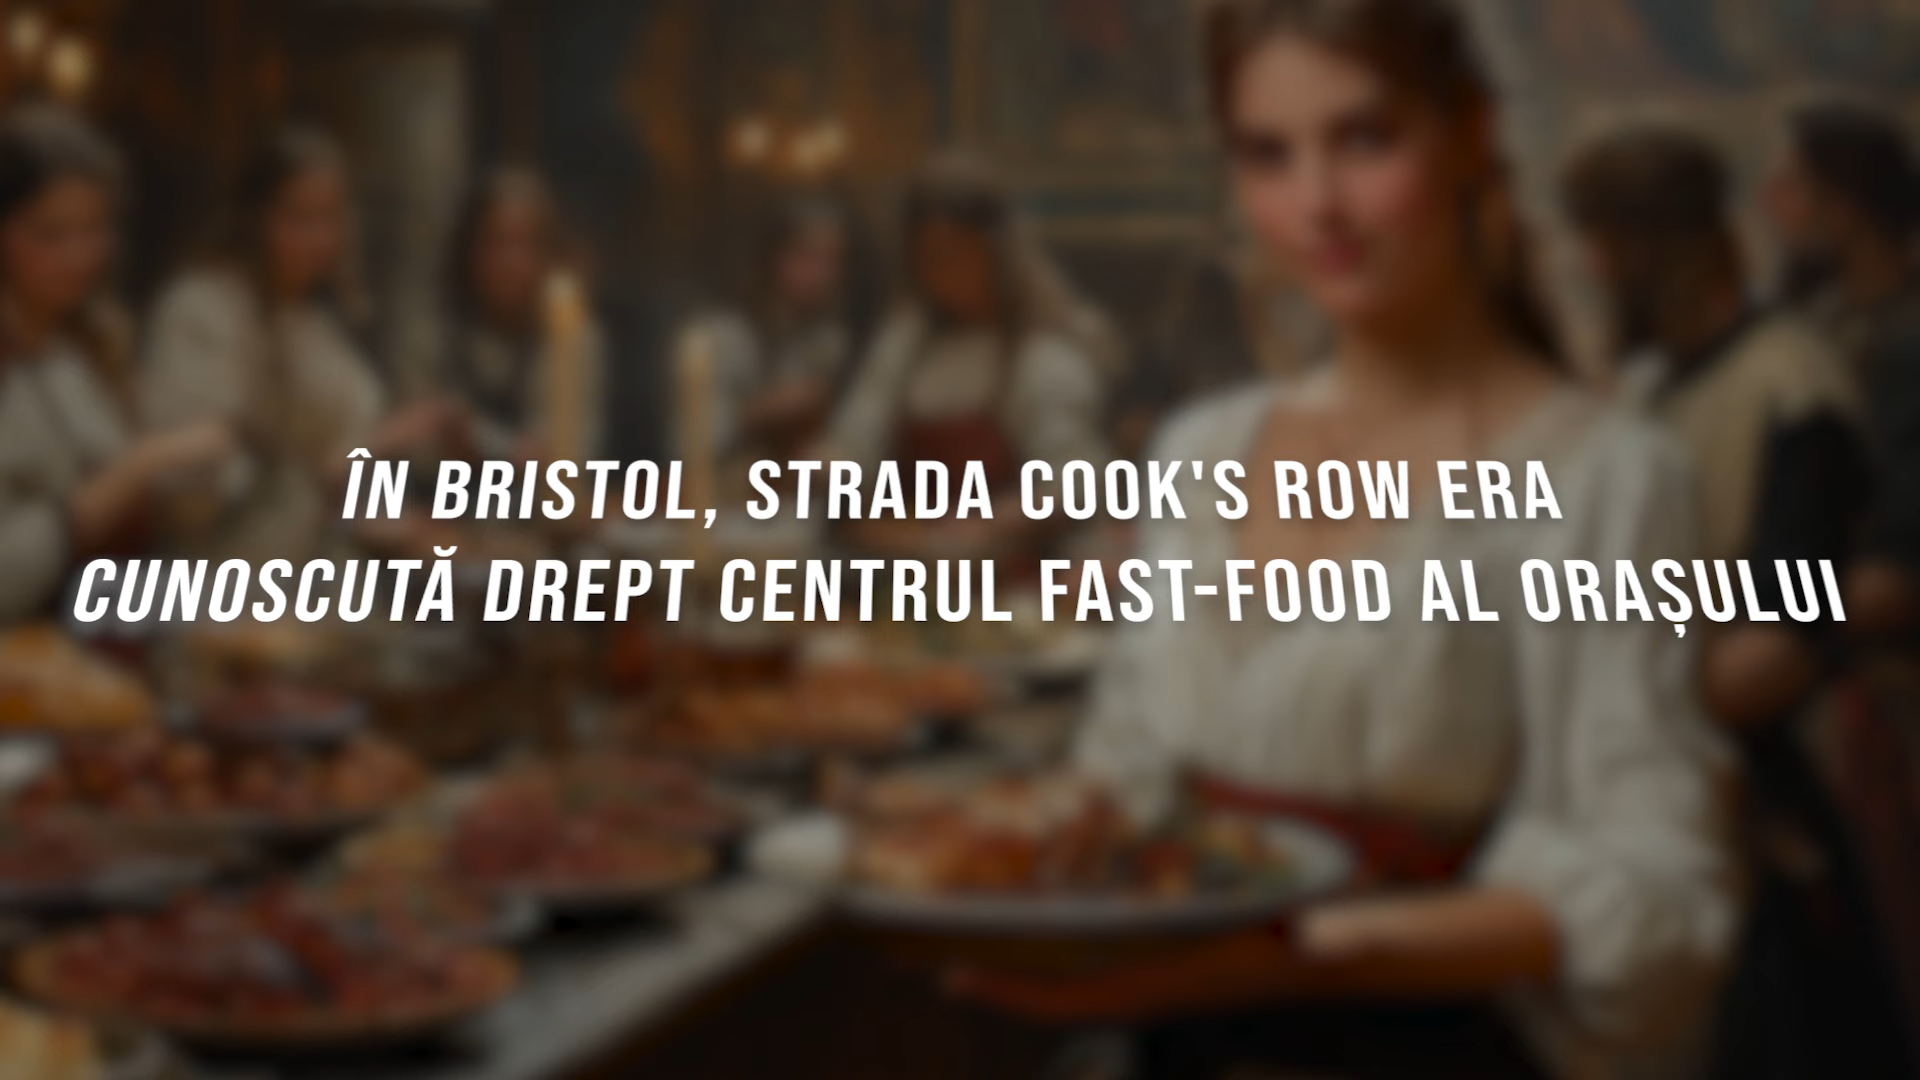 ÎN BRISTOL, STRADA COOK'S ROW ERA
CUNOSCUTĂ DREPT CENTRUL FAST-FOOD AL ORAȘULUI